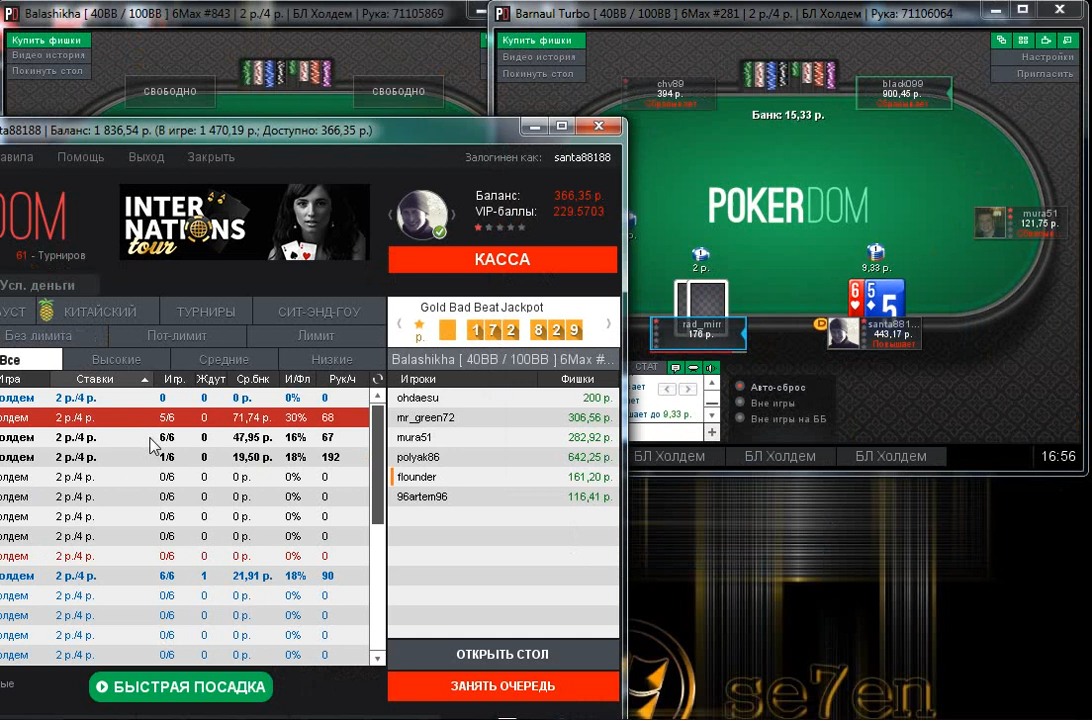 Balashikha [ 40BB / 100BB ] 6Max #843 | 2 р./4 р. | БЛ Холдем | Рука: 71105869
Купить фишки
Видео история
Покинуть стол
СВОБОДНО
СВОБОДНО
Barnaul Turbo [ 40BB / 100BB ] 6Max #281 | 2 р./4 р. | БЛ Холдем | Рука: 71106064
Купить фишки
Видео история
Покинуть стол
Настройки
Пригласить
chv89
394 р.
Сбрасывает
black099
900,45 р.
Сбрасывает
Банк: 15,33 р.
POKERDOM
mura51
121,75 р.
2 р.
9,33 р.
6
5
5
rad_mirr
176 р.
D
santa881...
443,17 р.
Повышает
СТАТ
ает
ет
шает до 9,33 р.
Авто-сброс
Вне игры
Вне игры на ББ
БЛ Холдем
БЛ Холдем
БЛ Холдем
16:56
ta88188 | Баланс: 1 836,54 р. (В игре: 1 470,19 р.; Доступно: 366,35 р.)
авила
Помощь
Выход
Закрыть
Залогинен как:
santa88188
OM
INTER
NATIONS
tour
Баланс:
366,35 р.
VIP-баллы:
229.5703
61 - Турниров
КАССА
Усл. деньги
УСТ
КИТАЙСКИЙ
ТУРНИРЫ
СИТ-ЭНД-ГОУ
Без лимита
Пот-лимит
Лимит
Все
Высокие
Средние
Низкие
Gold Bad Beat Jackpot
р.
172 829
Balashikha [ 40BB / 100BB ] 6Max #...
Игра
Ставки
Игр.
Ждут
Ср.бнк
И/Фл
Рук/ч
олдем 2 р./4 р. 0 0 0 р. 0% 0
олдем 2 р./4 р. 5/6 0 71,74 р. 30% 68
олдем 2 р./4 р. 6/6 0 47,95 р. 16% 67
олдем 2 р./4 р. 1/6 0 19,50 р. 18% 192
олдем 2 р./4 р. 0/6 0 0 р. 0% 0
олдем 2 р./4 р. 0/6 0 0 р. 0% 0
олдем 2 р./4 р. 0/6 0 0 р. 0% 0
олдем 2 р./4 р. 0/6 0 0 р. 0% 0
олдем 2 р./4 р. 0/6 0 0 р. 0% 0
олдем 2 р./4 р. 6/6 1 21,91 р. 18% 90
олдем 2 р./4 р. 0/6 0 0 р. 0% 0
олдем 2 р./4 р. 0/6 0 0 р. 0% 0
олдем 2 р./4 р. 0/6 0 0 р. 0% 0
олдем 2 р./4 р. 0/6 0 0 р. 0% 0
Игроки
Фишки
ohdaesu 200 р.
mr_green72 306,56 р.
mura51 282,92 р.
polyak86 642,25 р.
flounder 161,20 р.
96artem96 116,41 р.
ОТКРЫТЬ СТОЛ
ЗАНЯТЬ ОЧЕРЕДЬ
ые
БЫСТРАЯ ПОСАДКА
se7en